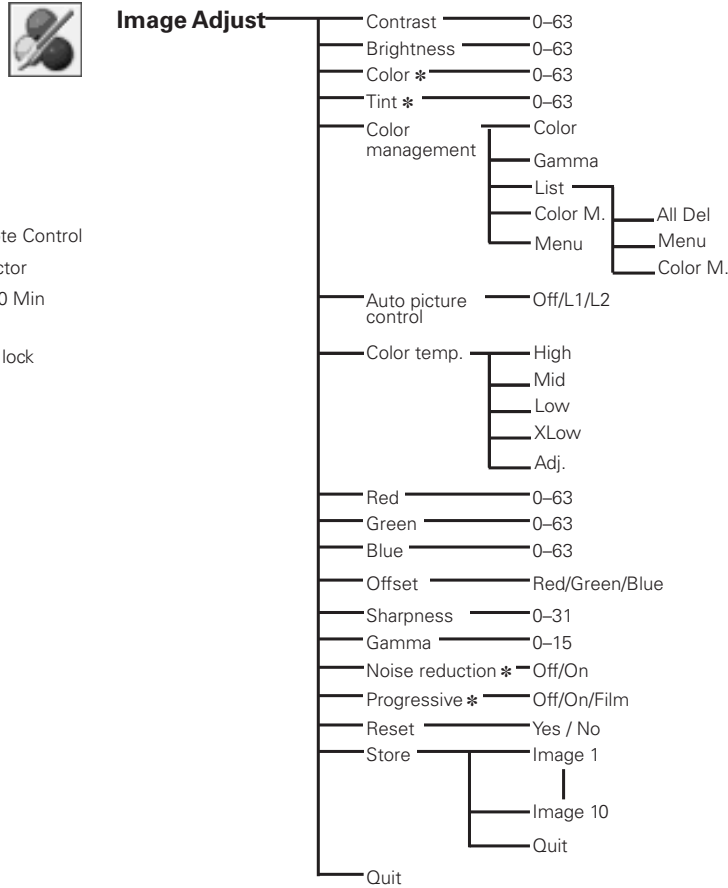 Image Adjust
Contrast 0–63
Brightness 0–63
Color ✻ 0–63
Tint ✻ 0–63
Color
management
Color
Gamma
List
Color M.
Menu
All Del
Menu
Color M.
Auto picture
control
Off/L1/L2
Color temp.
High
Mid
Low
XLow
Adj.
Red 0–63
Green 0–63
Blue 0–63
Offset Red/Green/Blue
Sharpness 0–31
Gamma 0–15
Noise reduction ✻ Off/On
Progressive ✻ Off/On/Film
Reset Yes / No
Store
Image 1
Image 10
Quit
Quit
te Control
ctor
0 Min
lock